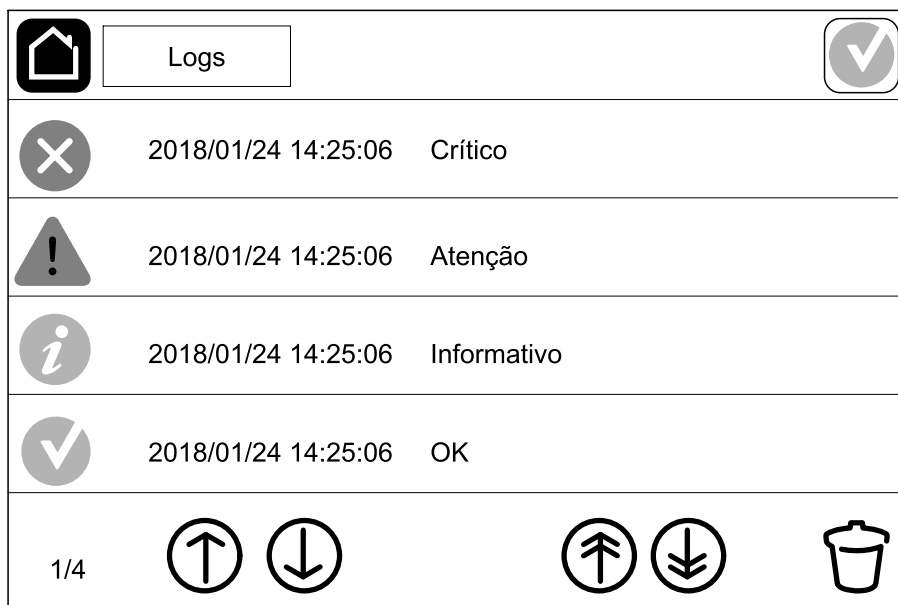 Logs
2018/01/24 14:25:06 Crítico
2018/01/24 14:25:06 Atenção
2018/01/24 14:25:06 Informativo
2018/01/24 14:25:06 OK
1/4